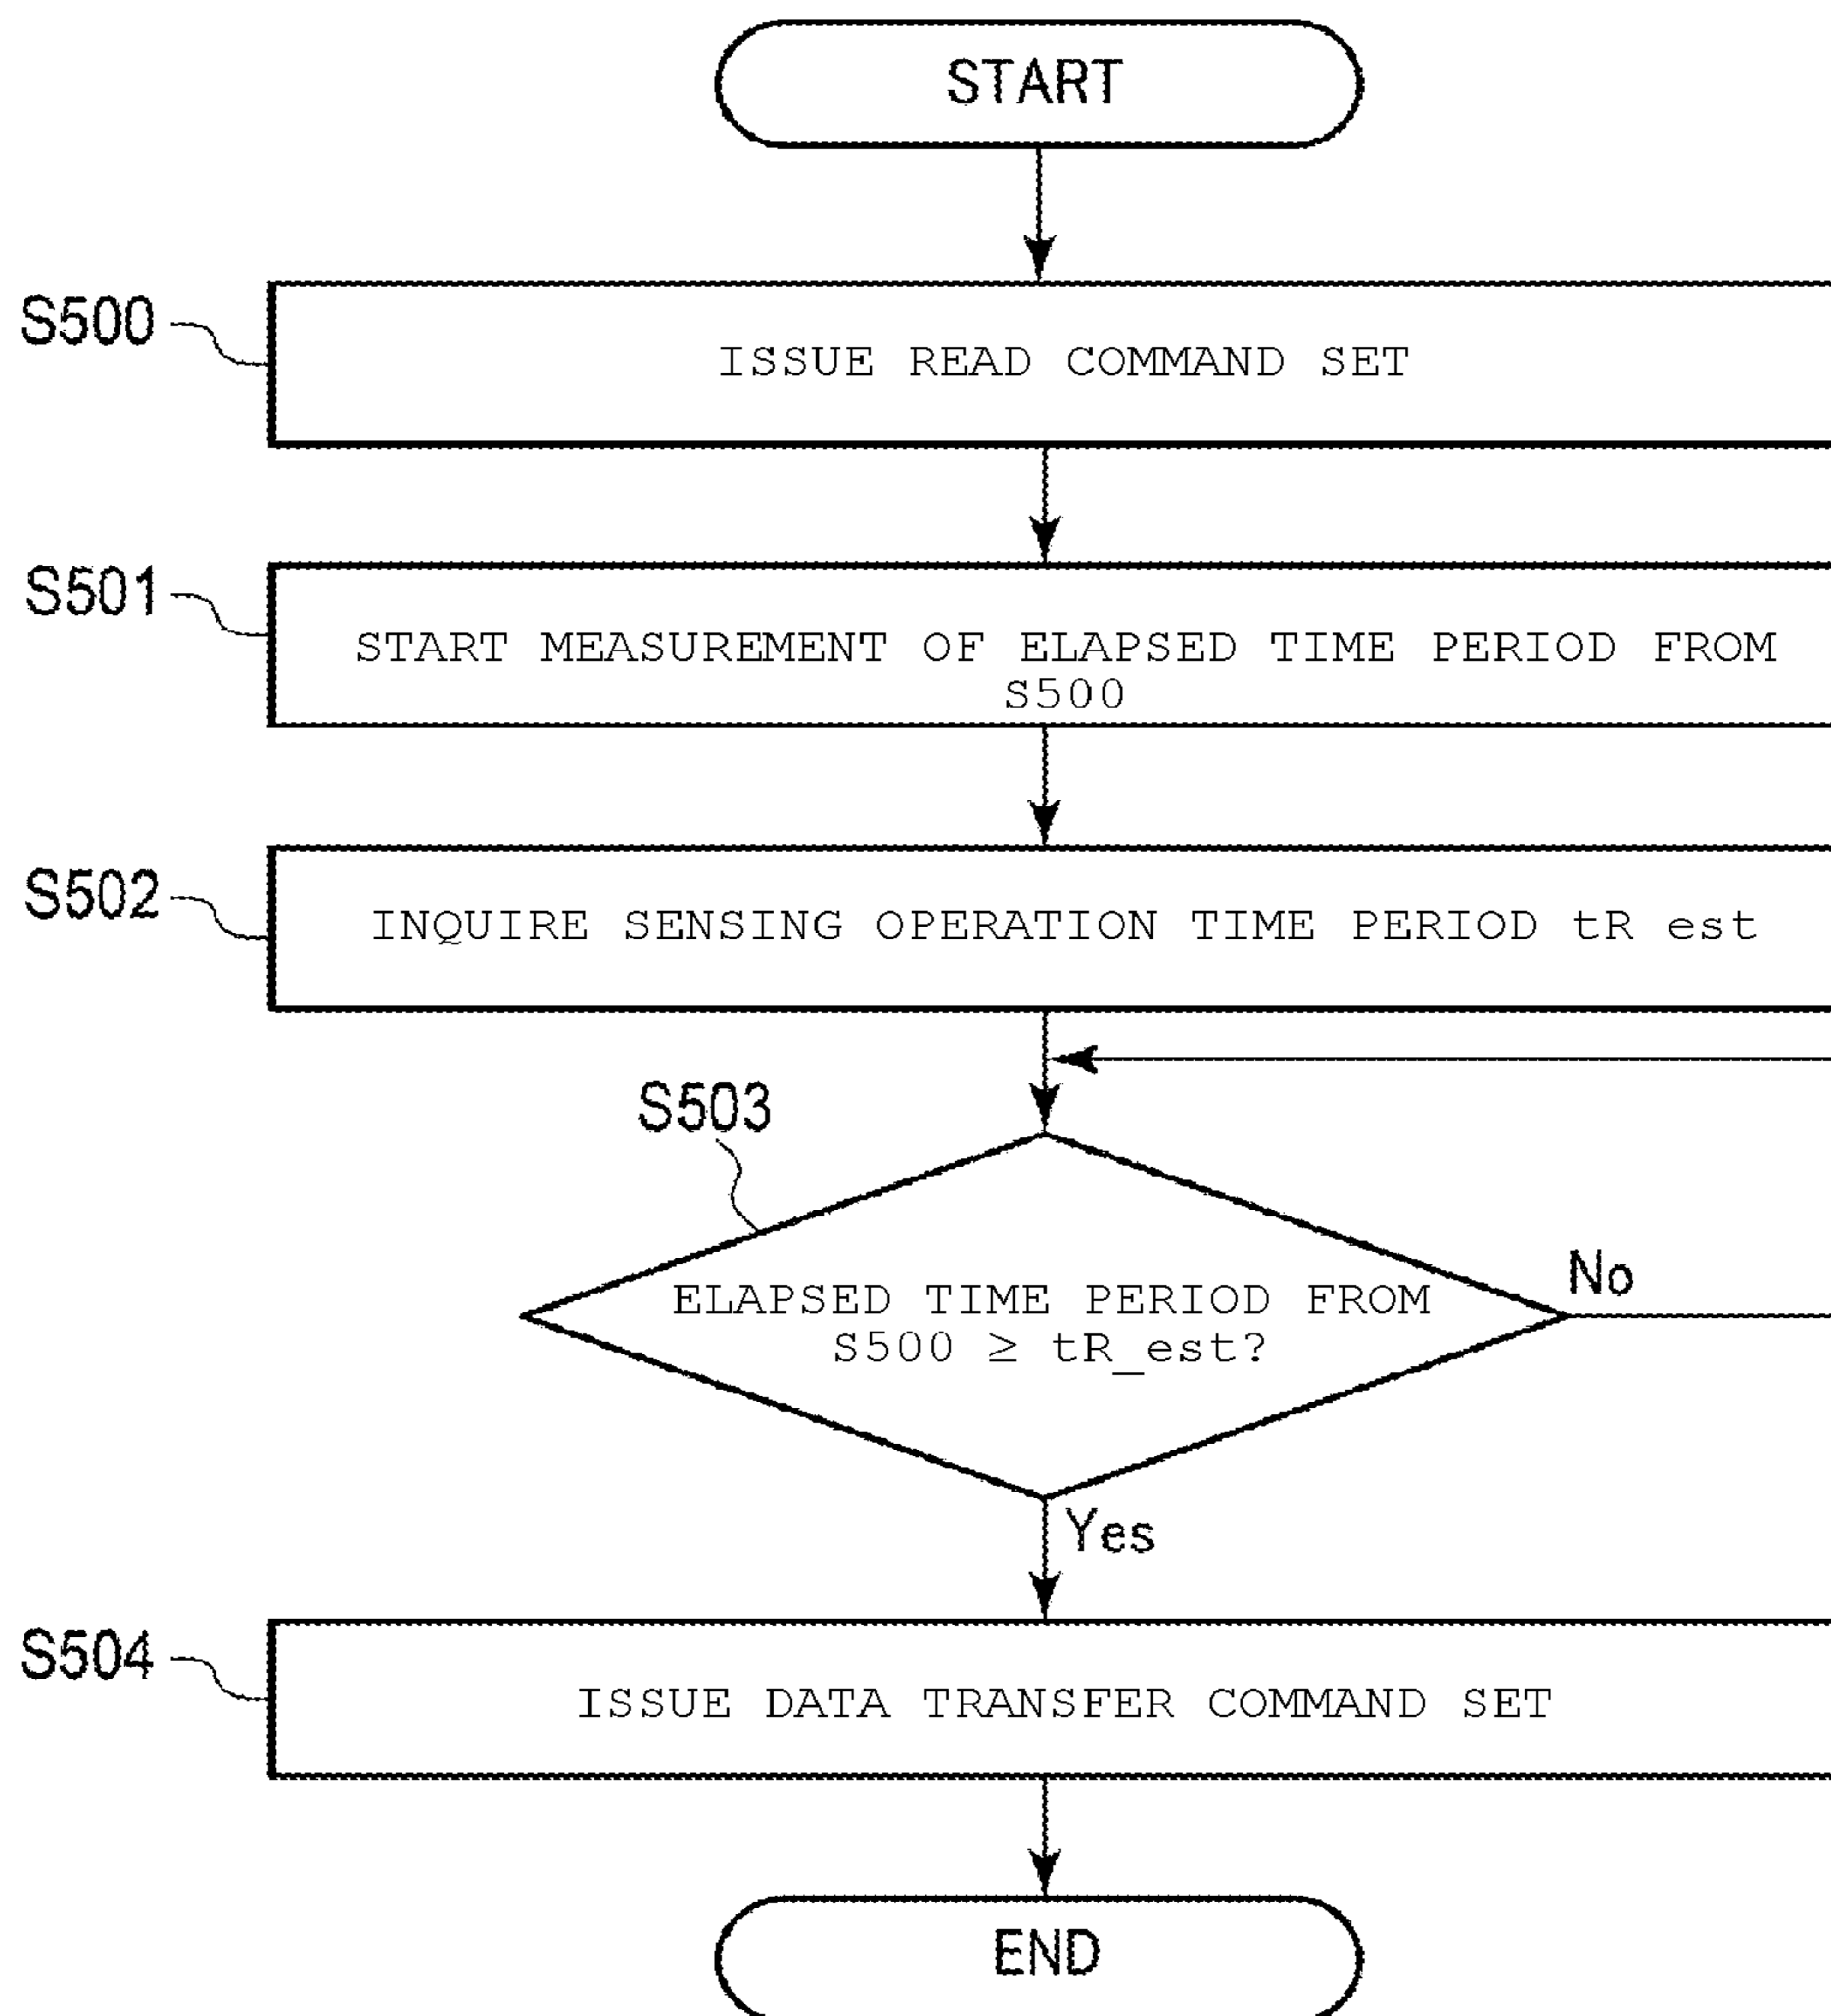 START
S500
ISSUE READ COMMAND SET
S501
START MEASUREMENT OF ELAPSED TIME PERIOD FROM
S500
S502
INQUIRE SENSING OPERATION TIME PERIOD tR est
S503
ELAPSED TIME PERIOD FROM
S500 ≥ tR_est?
No
Yes
S504
ISSUE DATA TRANSFER COMMAND SET
END